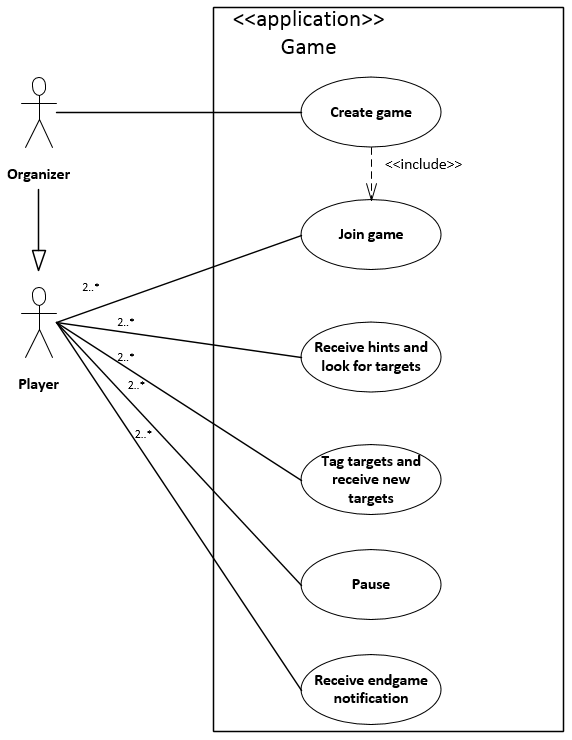 <<application>>
Game
Create game
Organizer
<<include>>
Join game
2..*
2..*
Receive hints and
look for targets
2..*
Player
2..*
2..*
Tag targets and
receive new
targets
Pause
Receive endgame
notification